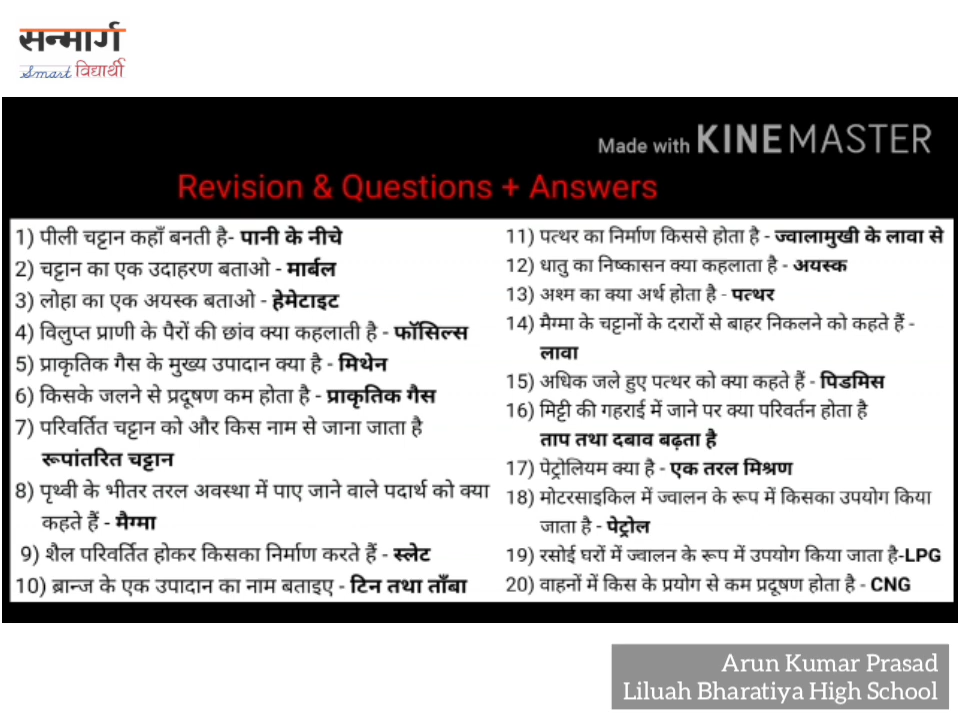 सन्मार्ग
Smart विद्यार्थी
Made with KINEMASTER
Revision & Questions + Answers
1) पीली चट्टान कहाँ बनती है- पानी के नीचे
2) चट्टान का एक उदाहरण बताओ - मार्बल
3) लोहा का एक अयस्क बताओ - हेमेटाइट
4) विलुप्त प्राणी के पैरों की छांव क्या कहलाती है - फॉसिल्स
5) प्राकृतिक गैस के मुख्य उपादान क्या है - मिथेन
6) किसके जलने से प्रदूषण कम होता है - प्राकृतिक गैस
7) परिवर्तित चट्टान को और किस नाम से जाना जाता है
रूपांतरित चट्टान
8) पृथ्वी के भीतर तरल अवस्था में पाए जाने वाले पदार्थ को क्या
कहते हैं - मैग्मा
9) शैल परिवर्तित होकर किसका निर्माण करते हैं - स्लेट
10) ब्रान्ज के एक उपादान का नाम बताइए - टिन तथा ताँबा
11) पत्थर का निर्माण किससे होता है - ज्वालामुखी के लावा से
12) धातु का निष्कासन क्या कहलाता है - अयस्क
13) अश्म का क्या अर्थ होता है - पत्थर
14) मैग्मा के चट्टानों के दरारों से बाहर निकलने को कहते हैं -
लावा
15) अधिक जले हुए पत्थर को क्या कहते हैं - पिडमिस
16) मिट्टी की गहराई में जाने पर क्या परिवर्तन होता है
ताप तथा दबाव बढ़ता है
17) पेट्रोलियम क्या है - एक तरल मिश्रण
18) मोटरसाइकिल में ज्वालन के रूप में किसका उपयोग किया
जाता है - पेट्रोल
19) रसोई घरों में ज्वालन के रूप में उपयोग किया जाता है-LPG
20) वाहनों में किस के प्रयोग से कम प्रदूषण होता है - CNG
Arun Kumar Prasad
Liluah Bharatiya High School